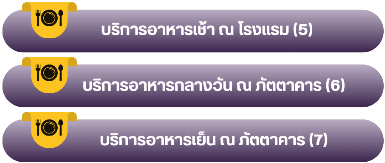 บริการอาหารเช้า ณ โรงแรม (5)
บริการอาหารกลางวัน ณ ภัตตาคาร (6)
บริการอาหารเย็น ณ ภัตตาคาร (7)